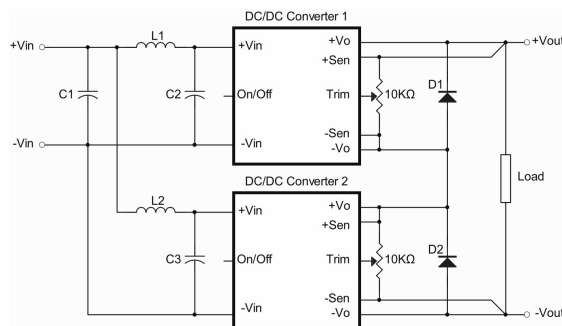 DC/DC Converter 1
+Vin
L1
+Vin
+Vo
+Vout
+Sen
C1
C2
On/Off
Trim
10KΩ
D1
-Sen
-Vin
-Vin
-Vo
Load
DC/DC Converter 2
L2
+Vin
+Vo
+Sen
C3
On/Off
Trim
10KΩ
D2
-Sen
-Vin
-Vo
-Vout